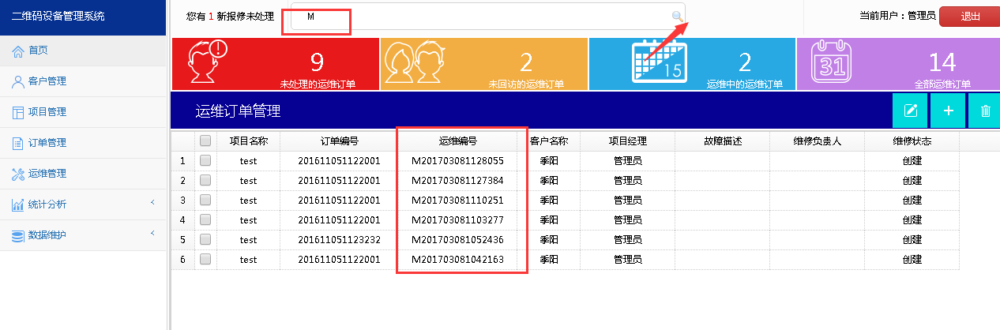 二维码设备管理系统
您有 1 新报修未处理
M
当前用户：管理员
退出
首页
客户管理
项目管理
订单管理
运维管理
统计分析
数据维护
9
未处理的运维订单
2
未回访的运维订单
15
2
运维中的运维订单
31
14
全部运维订单
运维订单管理
项目名称 订单编号 运维编号 客户名称 项目经理 故障描述 维修负责人 维修状态
1 test 201611051122001 M201703081128055 季阳 管理员 创建
2 test 201611051122001 M201703081127384 季阳 管理员 创建
3 test 201611051122001 M201703081110251 季阳 管理员 创建
4 test 201611051122001 M201703081103277 季阳 管理员 创建
5 test 201611051123232 M201703081052436 季阳 管理员 创建
6 test 201611051122001 M201703081042163 季阳 管理员 创建